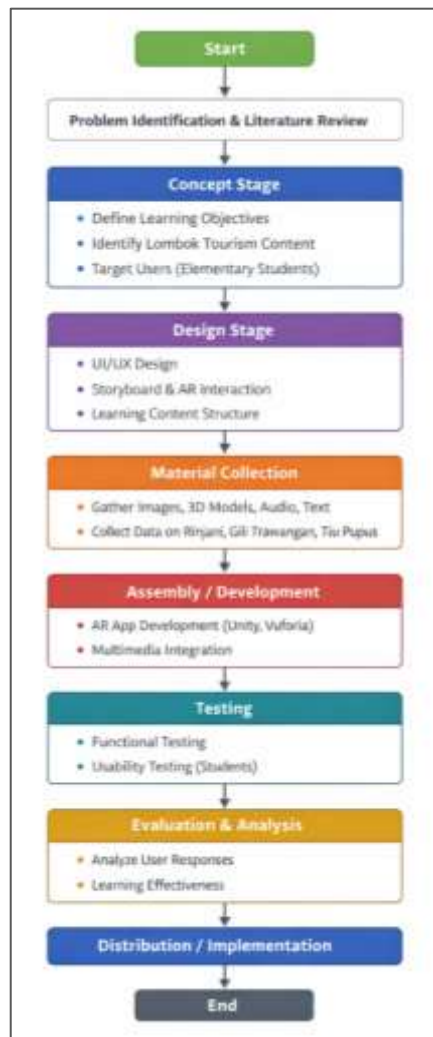 Start
Problem Identification & Literature Review
Concept Stage
• Define Learning Objectives
• Identify Lombok Tourism Content
• Target Users (Elementary Students)
Design Stage
• UI/UX Design
• Storyboard & AR Interaction
• Learning Content Structure
Material Collection
• Gather Images, 3D Models, Audio, Text
• Collect Data on Rinjani, Gili Trawangan, Tiu Pupus
Assembly / Development
• AR App Development (Unity, Vuforia)
• Multimedia Integration
Testing
• Functional Testing
• Usability Testing (Students)
Evaluation & Analysis
• Analyze User Responses
• Learning Effectiveness
Distribution / Implementation
End